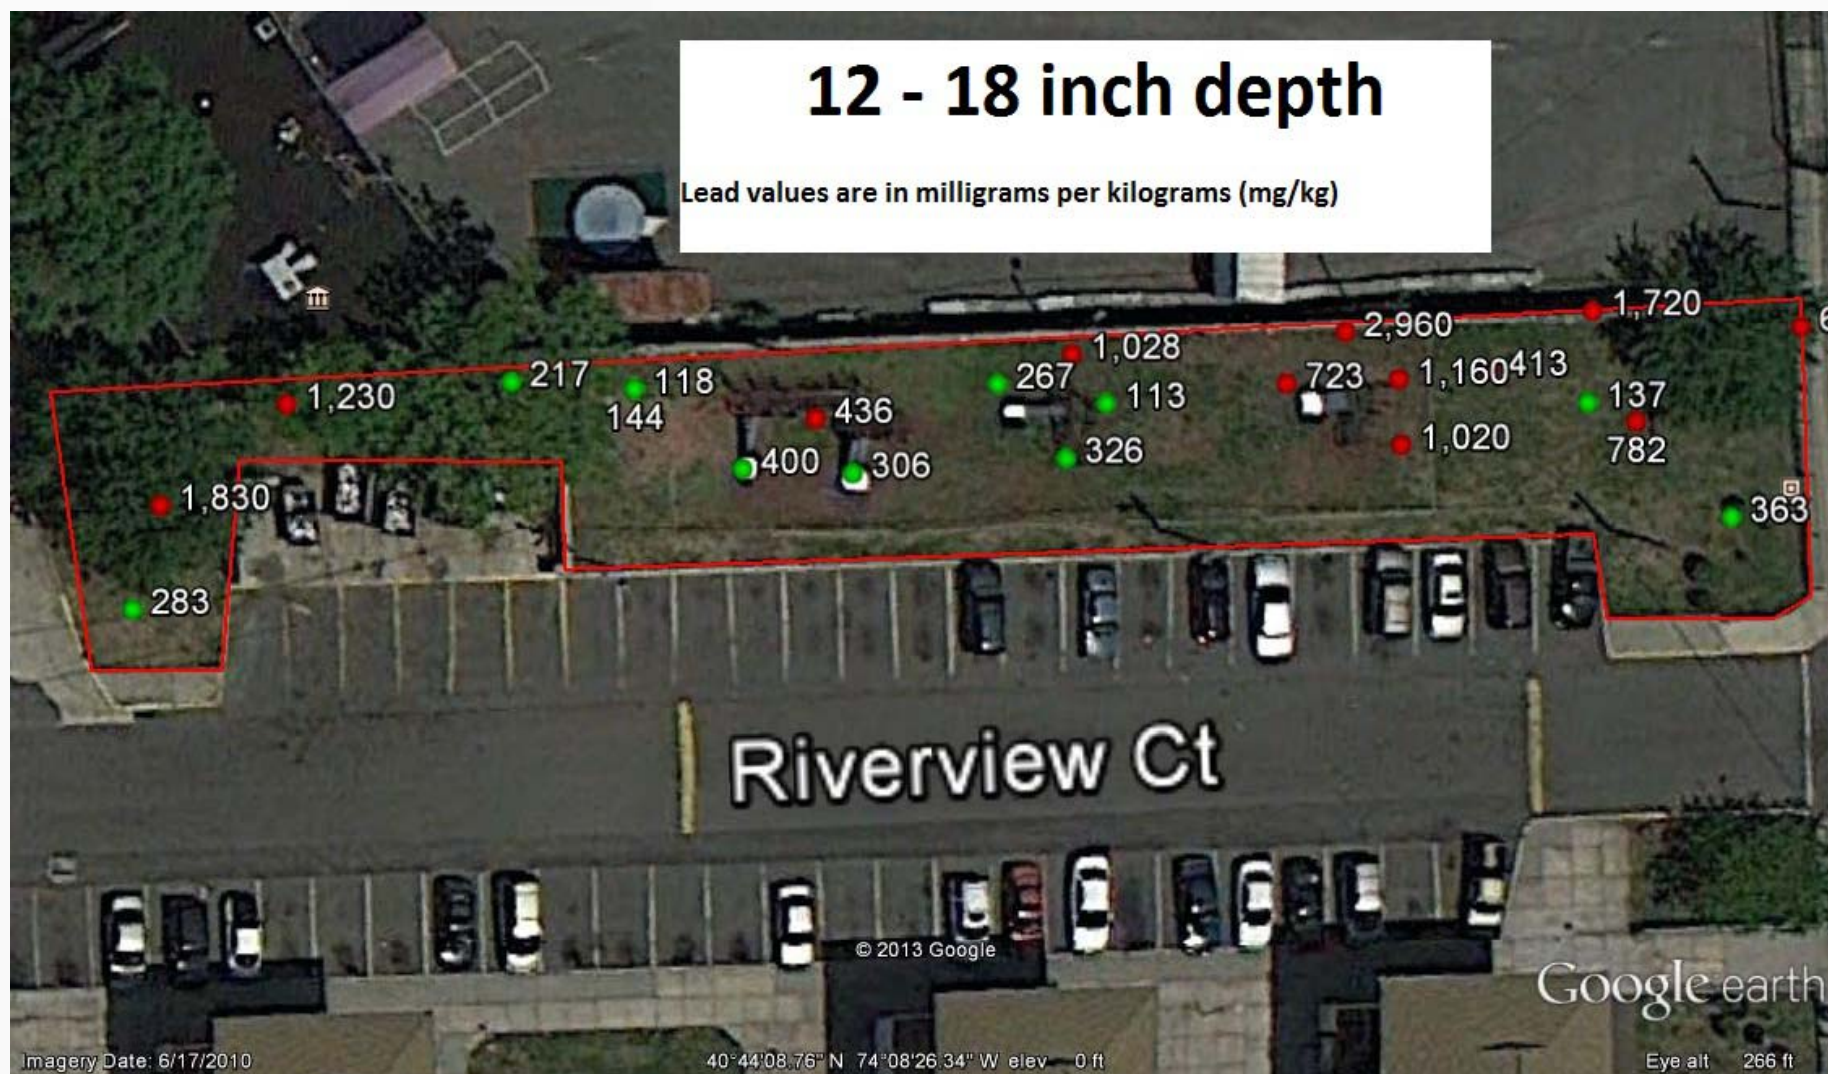 12 - 18 inch depth
Lead values are in milligrams per kilograms (mg/kg)
1,720
2,960
1,028
1,160
413
217
118
267
723
1,230
113
137
144
436
400
306
326
1,020
782
1,830
363
283
Riverview Ct
© 2013 Google
Google earth
Imagery Date: 6/17/2010
40°44'08.76" N 74°08'26.34" W elev 0 ft
Eye alt 266 ft